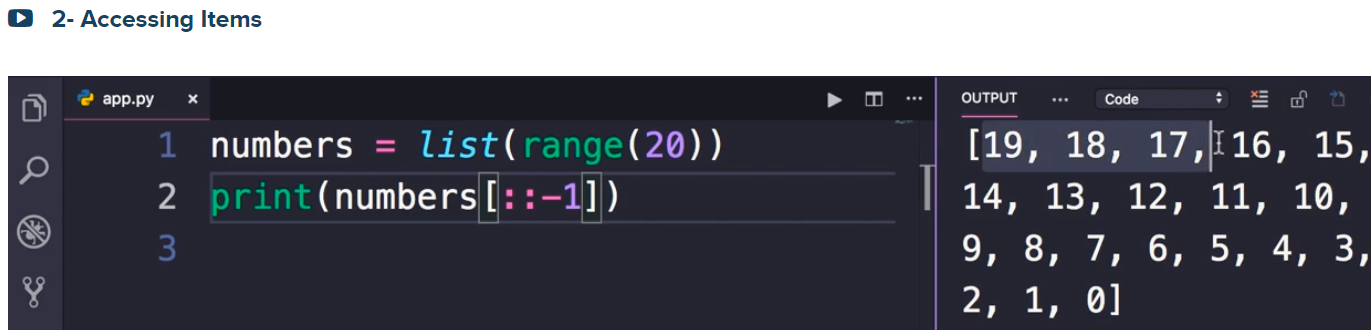 2- Accessing Items
app.py × ...
1 numbers = list(range(20))
2 print(numbers[::-1])
3
OUTPUT ... Code
[19, 18, 17, 16, 15,
14, 13, 12, 11, 10,
9, 8, 7, 6, 5, 4, 3,
2, 1, 0]